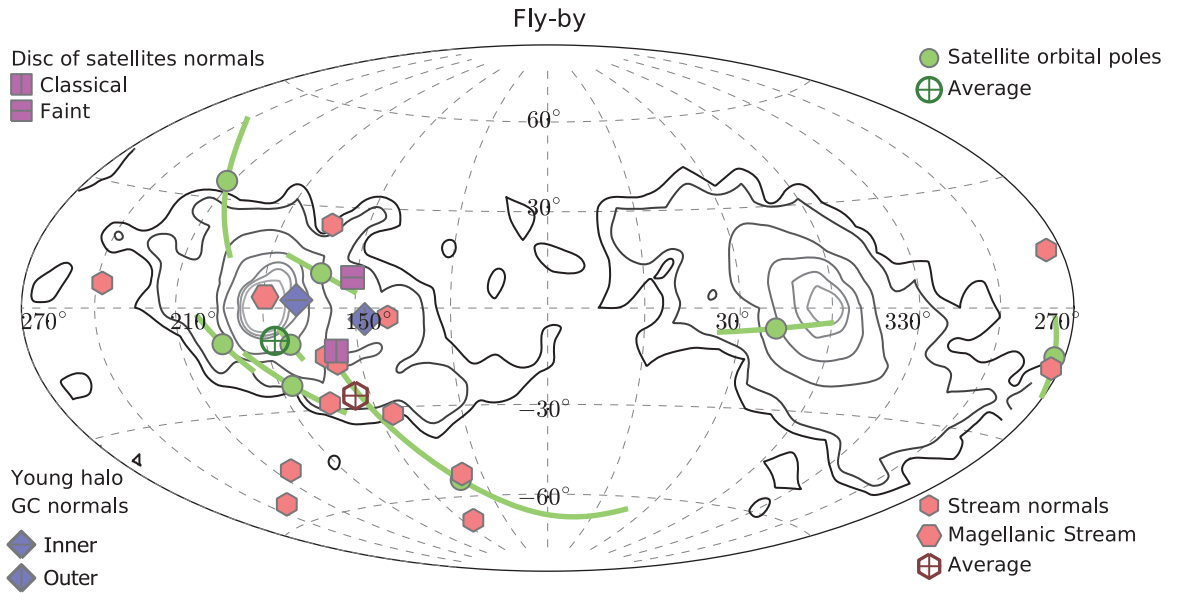 Fly-by
Disc of satellites normals
Classical
Faint
Satellite orbital poles
Average
60°
30°
270°
210°
150°
30°
330°
270°
−30°
−60°
Young halo
GC normals
Inner
Outer
Stream normals
Magellanic Stream
Average